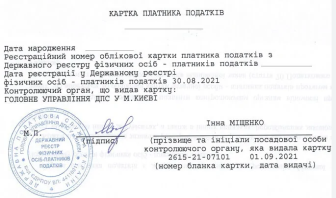 КАРТКА ПЛАТНИКА ПОДАТКІВ
Дата народження
Реєстраційний номер облікової картки платника податків з
Державного реєстру фізичних осіб - платників податків
Дата реєстрації у Державному реєстрі
фізичних осіб - платників податків 30.08.2021
Контролюючий орган, що видав картку:
ГОЛОВНЕ УПРАВЛІННЯ ДПС У М.КИЄВІ
Інна МІЩЕНКО
М.П.
(підпис)
(прізвище та ініціали посадової особи
контролюючого органу, яка видала картку
2615-21-07101 01.09.2021
(номер бланка картки, дата видачі)
ДЕРЖАВНИЙ
РЕЄСТР
ФІЗИЧНИХ
ОСІБ-ПЛАТНИКІВ
ПОДАТКІВ